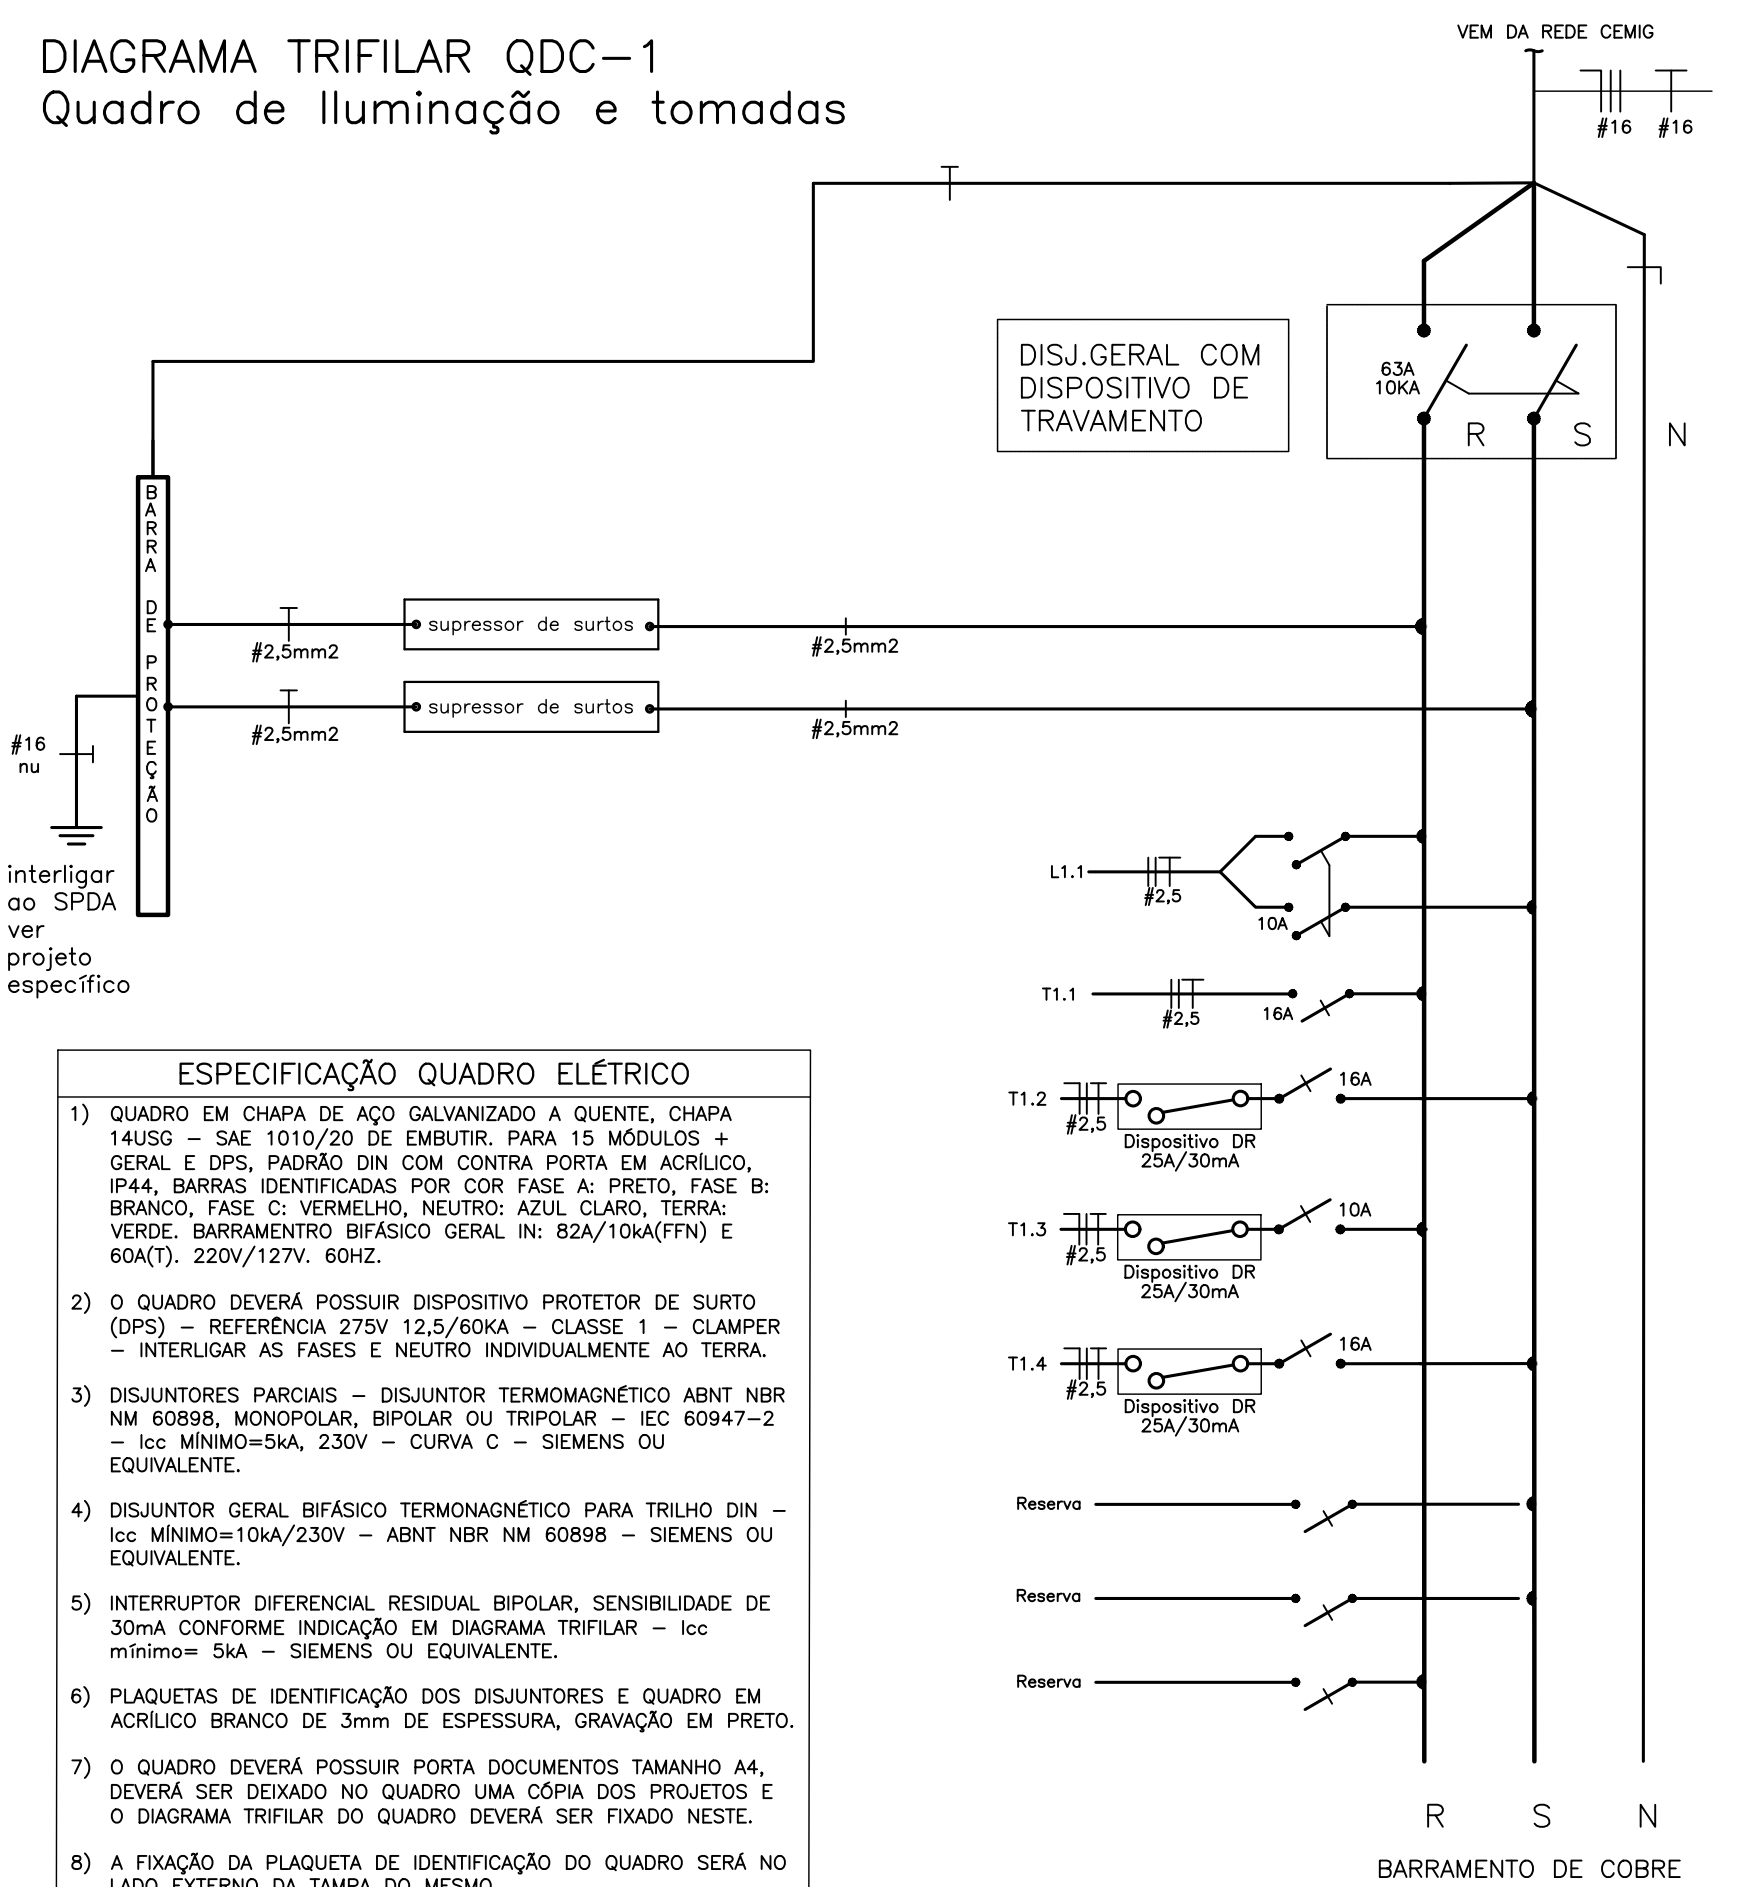 DIAGRAMA TRIFILAR QDC-1
Quadro de Iluminação e tomadas
VEM DA REDE CEMIG
#16 #16
DISJ.GERAL COM
DISPOSITIVO DE
TRAVAMENTO
63A
10KA
R S N
BARRA DE PROTEÇÃO
supressor de surtos
#2,5mm2 #2,5mm2
supressor de surtos
#2,5mm2 #2,5mm2
#16
nu
interligar
ao SPDA
ver
projeto
específico
L1.1
#2,5
10A
T1.1
#2,5
16A
T1.2
#2,5
16A
Dispositivo DR
25A/30mA
T1.3
#2,5
10A
Dispositivo DR
25A/30mA
T1.4
#2,5
16A
Dispositivo DR
25A/30mA
Reserva
Reserva
Reserva
R S N
BARRAMENTO DE COBRE
ESPECIFICAÇÃO QUADRO ELÉTRICO
1) QUADRO EM CHAPA DE AÇO GALVANIZADO A QUENTE, CHAPA
14USG – SAE 1010/20 DE EMBUTIR. PARA 15 MÓDULOS +
GERAL E DPS, PADRÃO DIN COM CONTRA PORTA EM ACRÍLICO,
IP44, BARRAS IDENTIFICADAS POR COR FASE A: PRETO, FASE B:
BRANCO, FASE C: VERMELHO, NEUTRO: AZUL CLARO, TERRA:
VERDE. BARRAMENTRO BIFÁSICO GERAL IN: 82A/10kA(FFN) E
60A(T). 220V/127V. 60HZ.
2) O QUADRO DEVERÁ POSSUIR DISPOSITIVO PROTETOR DE SURTO
(DPS) – REFERÊNCIA 275V 12,5/60KA – CLASSE 1 – CLAMPER
– INTERLIGAR AS FASES E NEUTRO INDIVIDUALMENTE AO TERRA.
3) DISJUNTORES PARCIAIS – DISJUNTOR TERMOMAGNÉTICO ABNT NBR
NM 60898, MONOPOLAR, BIPOLAR OU TRIPOLAR – IEC 60947-2
– Icc MÍNIMO=5kA, 230V – CURVA C – SIEMENS OU
EQUIVALENTE.
4) DISJUNTOR GERAL BIFÁSICO TERMONAGNÉTICO PARA TRILHO DIN –
Icc MÍNIMO=10kA/230V – ABNT NBR NM 60898 – SIEMENS OU
EQUIVALENTE.
5) INTERRUPTOR DIFERENCIAL RESIDUAL BIPOLAR, SENSIBILIDADE DE
30mA CONFORME INDICAÇÃO EM DIAGRAMA TRIFILAR – Icc
mínimo= 5kA – SIEMENS OU EQUIVALENTE.
6) PLAQUETAS DE IDENTIFICAÇÃO DOS DISJUNTORES E QUADRO EM
ACRÍLICO BRANCO DE 3mm DE ESPESSURA, GRAVAÇÃO EM PRETO.
7) O QUADRO DEVERÁ POSSUIR PORTA DOCUMENTOS TAMANHO A4,
DEVERÁ SER DEIXADO NO QUADRO UMA CÓPIA DOS PROJETOS E
O DIAGRAMA TRIFILAR DO QUADRO DEVERÁ SER FIXADO NESTE.
8) A FIXAÇÃO DA PLAQUETA DE IDENTIFICAÇÃO DO QUADRO SERÁ NO
LADO EXTERNO DA TAMPA DO MESMO.